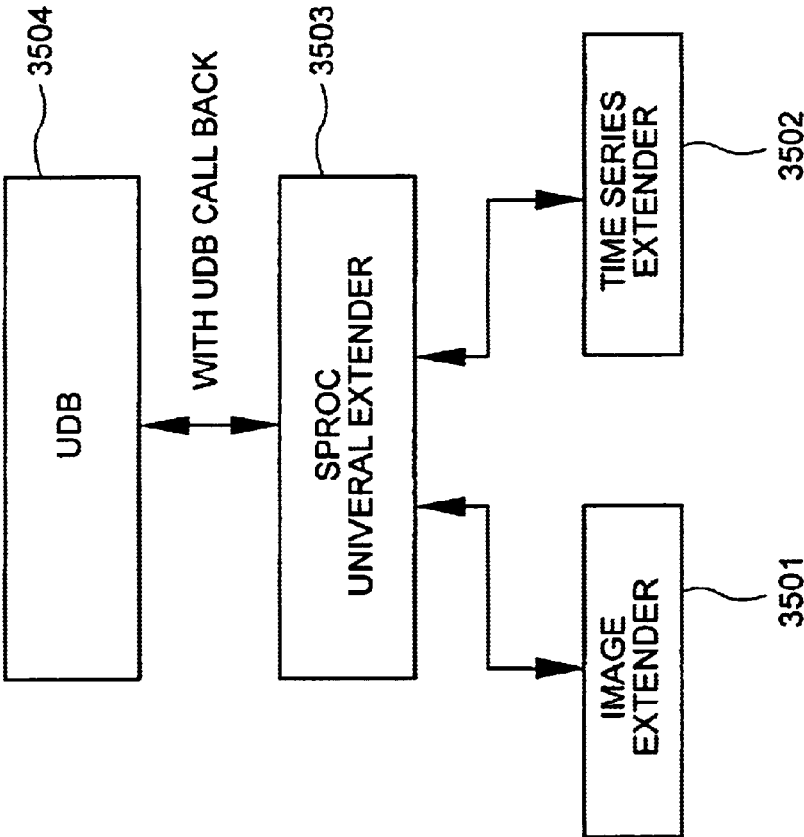 UDB
3504
WITH UDB CALL BACK
SPROC
UNIVERAL EXTENDER
3503
IMAGE
EXTENDER
3501
TIME SERIES
EXTENDER
3502